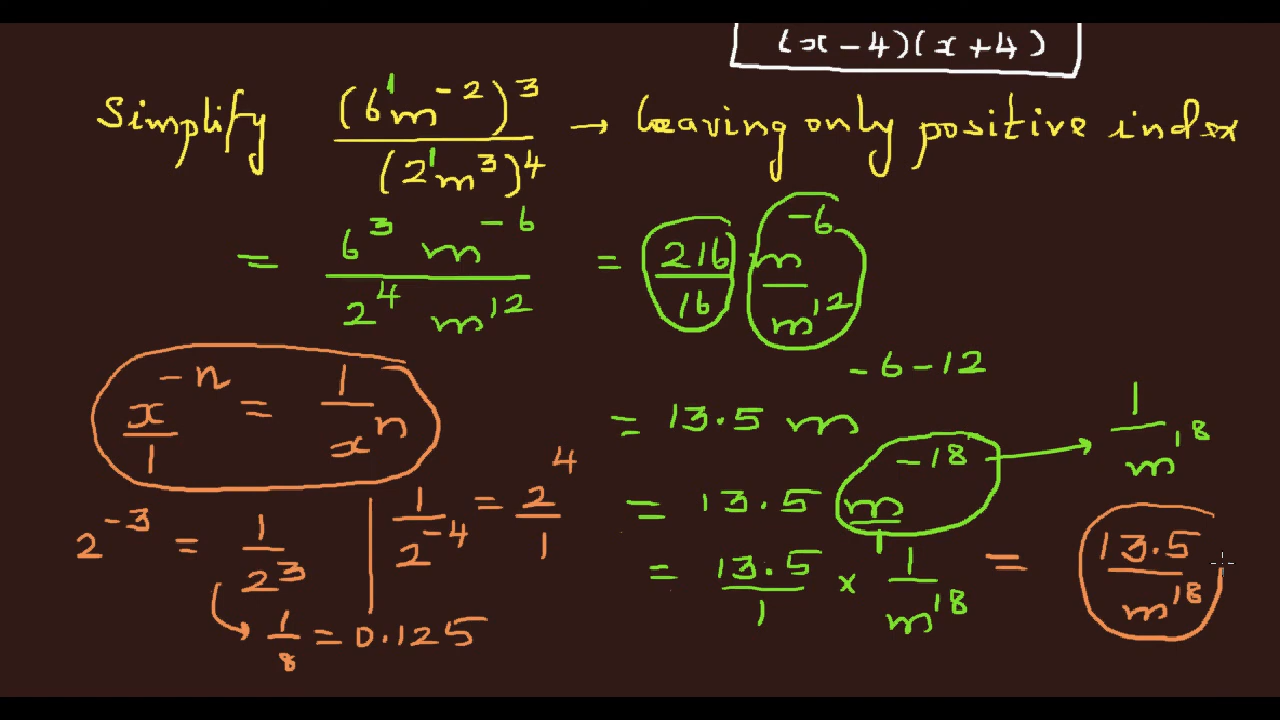 (x-4)(x+4)
Simplify (6¹m⁻²)³ / (2¹m³)⁴ → Leaving only positive index
= 6³ m⁻⁶ / 2⁴ m¹² = 216/16 · m⁻⁶/m¹²
x⁻ⁿ/1 = 1/xⁿ
= 13.5 m⁻⁶⁻¹²
= 13.5 m⁻¹⁸/1 → 1/m¹⁸
2⁻³ = 1/2³ | 1/2⁻⁴ = 2⁴/1
→ 1/8 = 0.125
= 13.5/1 × 1/m¹⁸ = 13.5/m¹⁸